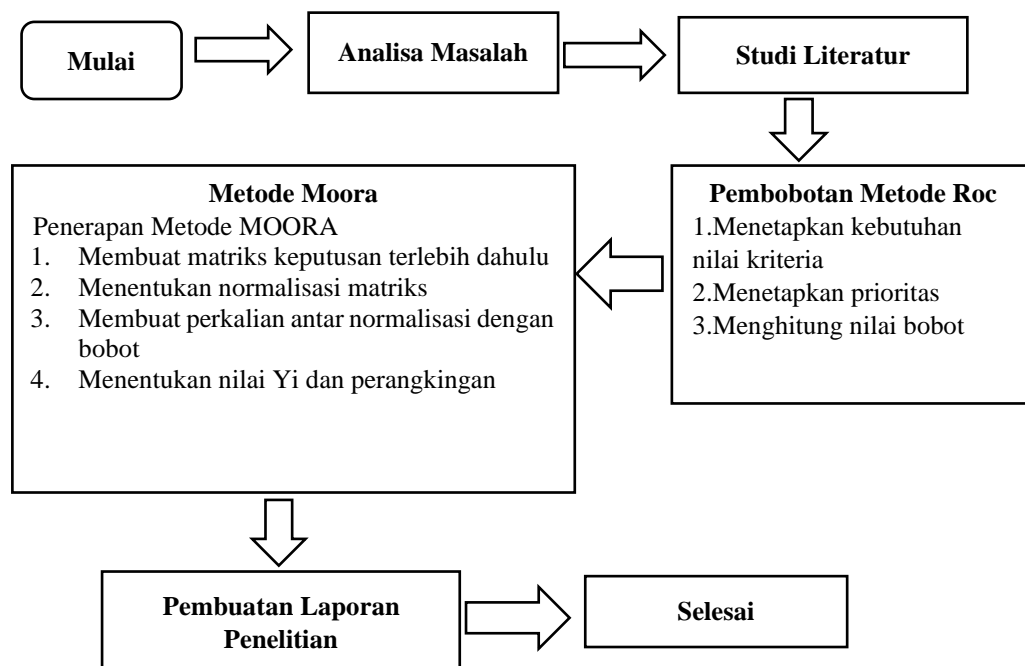 Mulai
Analisa Masalah
Studi Literatur
Pembobotan Metode Roc
1.Menetapkan kebutuhan
nilai kriteria
2.Menetapkan prioritas
3.Menghitung nilai bobot
Metode Moora
Penerapan Metode MOORA
1. Membuat matriks keputusan terlebih dahulu
2. Menentukan normalisasi matriks
3. Membuat perkalian antar normalisasi dengan
bobot
4. Menentukan nilai Yi dan perangkingan
Pembuatan Laporan
Penelitian
Selesai